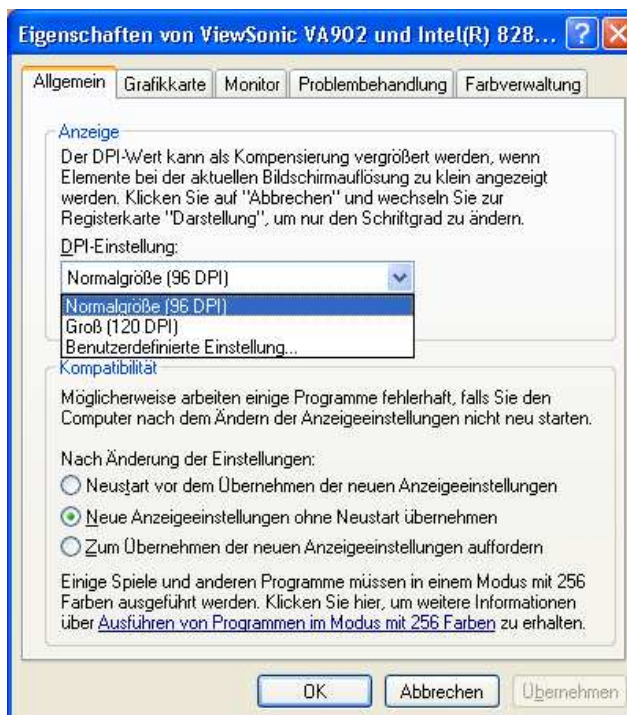 Eigenschaften von ViewSonic VA902 und Intel(R) 828...
Allgemein Grafikkarte Monitor Problembehandlung Farbverwaltung
Anzeige
Der DPI-Wert kann als Kompensierung vergrößert werden, wenn
Elemente bei der aktuellen Bildschirmauflösung zu klein angezeigt
werden. Klicken Sie auf "Abbrechen" und wechseln Sie zur
Registerkarte "Darstellung", um nur den Schriftgrad zu ändern.
DPI-Einstellung:
Normalgröße (96 DPI)
Normalgröße (96 DPI)
Groß (120 DPI)
Benutzerdefinierte Einstellung...
Kompatibilität
Möglicherweise arbeiten einige Programme fehlerhaft, falls Sie den
Computer nach dem Ändern der Anzeigeeinstellungen nicht neu starten.
Nach Änderung der Einstellungen:
Neustart vor dem Übernehmen der neuen Anzeigeeinstellungen
Neue Anzeigeeinstellungen ohne Neustart übernehmen
Zum Übernehmen der neuen Anzeigeeinstellungen auffordern
Einige Spiele und anderen Programme müssen in einem Modus mit 256
Farben ausgeführt werden. Klicken Sie hier, um weitere Informationen
über Ausführen von Programmen im Modus mit 256 Farben zu erhalten.
OK Abbrechen Übernehmen